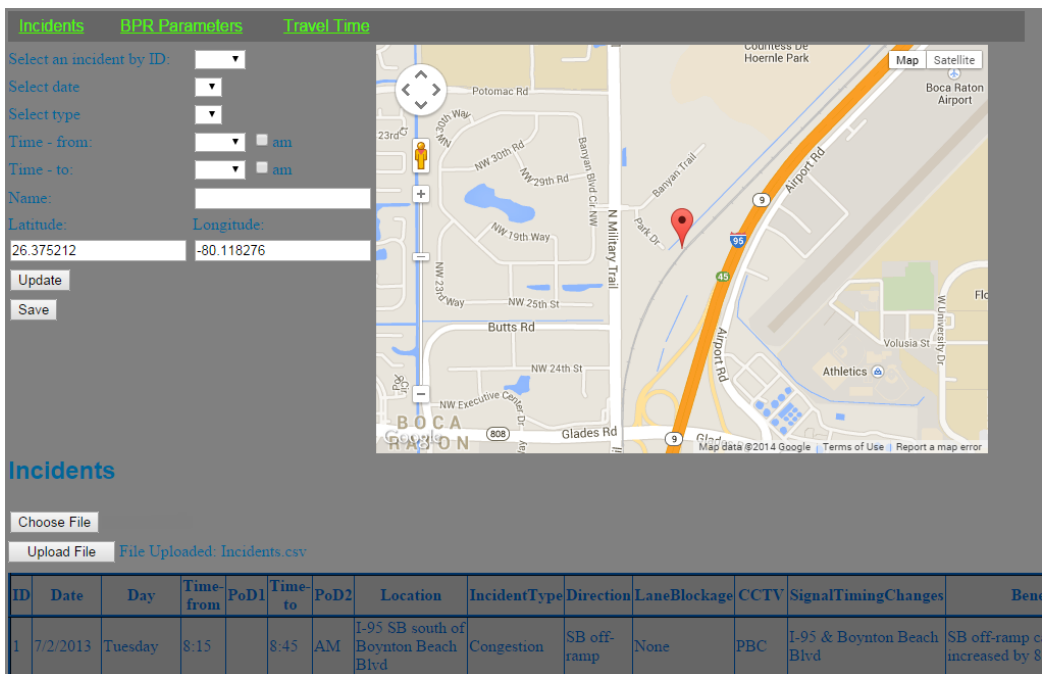 Incidents BPR Parameters Travel Time
Select an incident by ID:
Select date
Select type
Time - from: am
Time - to: am
Name:
Latitude: Longitude:
26.375212 -80.118276
Update
Save
Countess De
Hoernle Park
Map Satellite
Boca Raton
Airport
Potomac Rd
NW 30th Way
23rd Ct
NW 30th Rd
NW 29th Rd
Banyan Blvd Cir NW
Banyan Trail
Airport Rd
9
NW 19th Way
Park Dr
N Military Trail
95
45
NW 23rd Way
NW 25th St
Butts Rd
Airport Rd
W University Dr
Flo
Volusia St
NW 24th St
Athletics
NW Executive Center Dr
BOCA
RATON
Google
808
Glades Rd
9
Glad
Map data ©2014 Google Terms of Use Report a map error
Incidents
Choose File
Upload File File Uploaded: Incidents.csv
ID Date Day Time-from PoD1 Time-to PoD2 Location IncidentType Direction LaneBlockage CCTV SignalTimingChanges Bene
1 7/2/2013 Tuesday 8:15 8:45 AM I-95 SB south of Boynton Beach Blvd Congestion SB off-ramp None PBC I-95 & Boynton Beach Blvd SB off-ramp c increased by 8